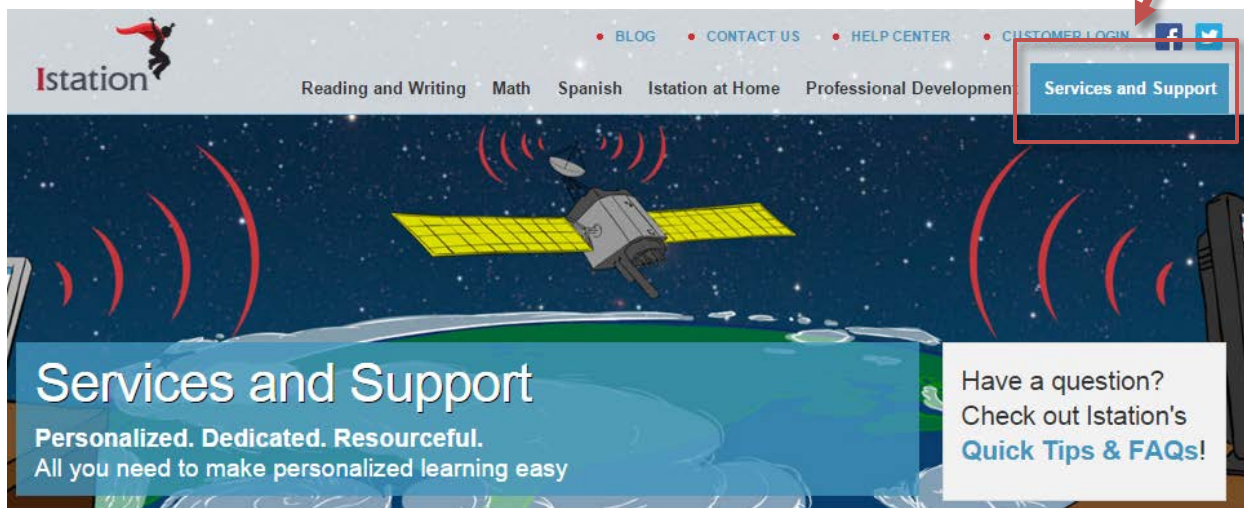 • BLOG • CONTACT US • HELP CENTER • CUSTOMER LOGIN
Istation
Reading and Writing Math Spanish Istation at Home Professional Development Services and Support
Services and Support
Personalized. Dedicated. Resourceful.
All you need to make personalized learning easy
Have a question?
Check out Istation's
Quick Tips & FAQs!